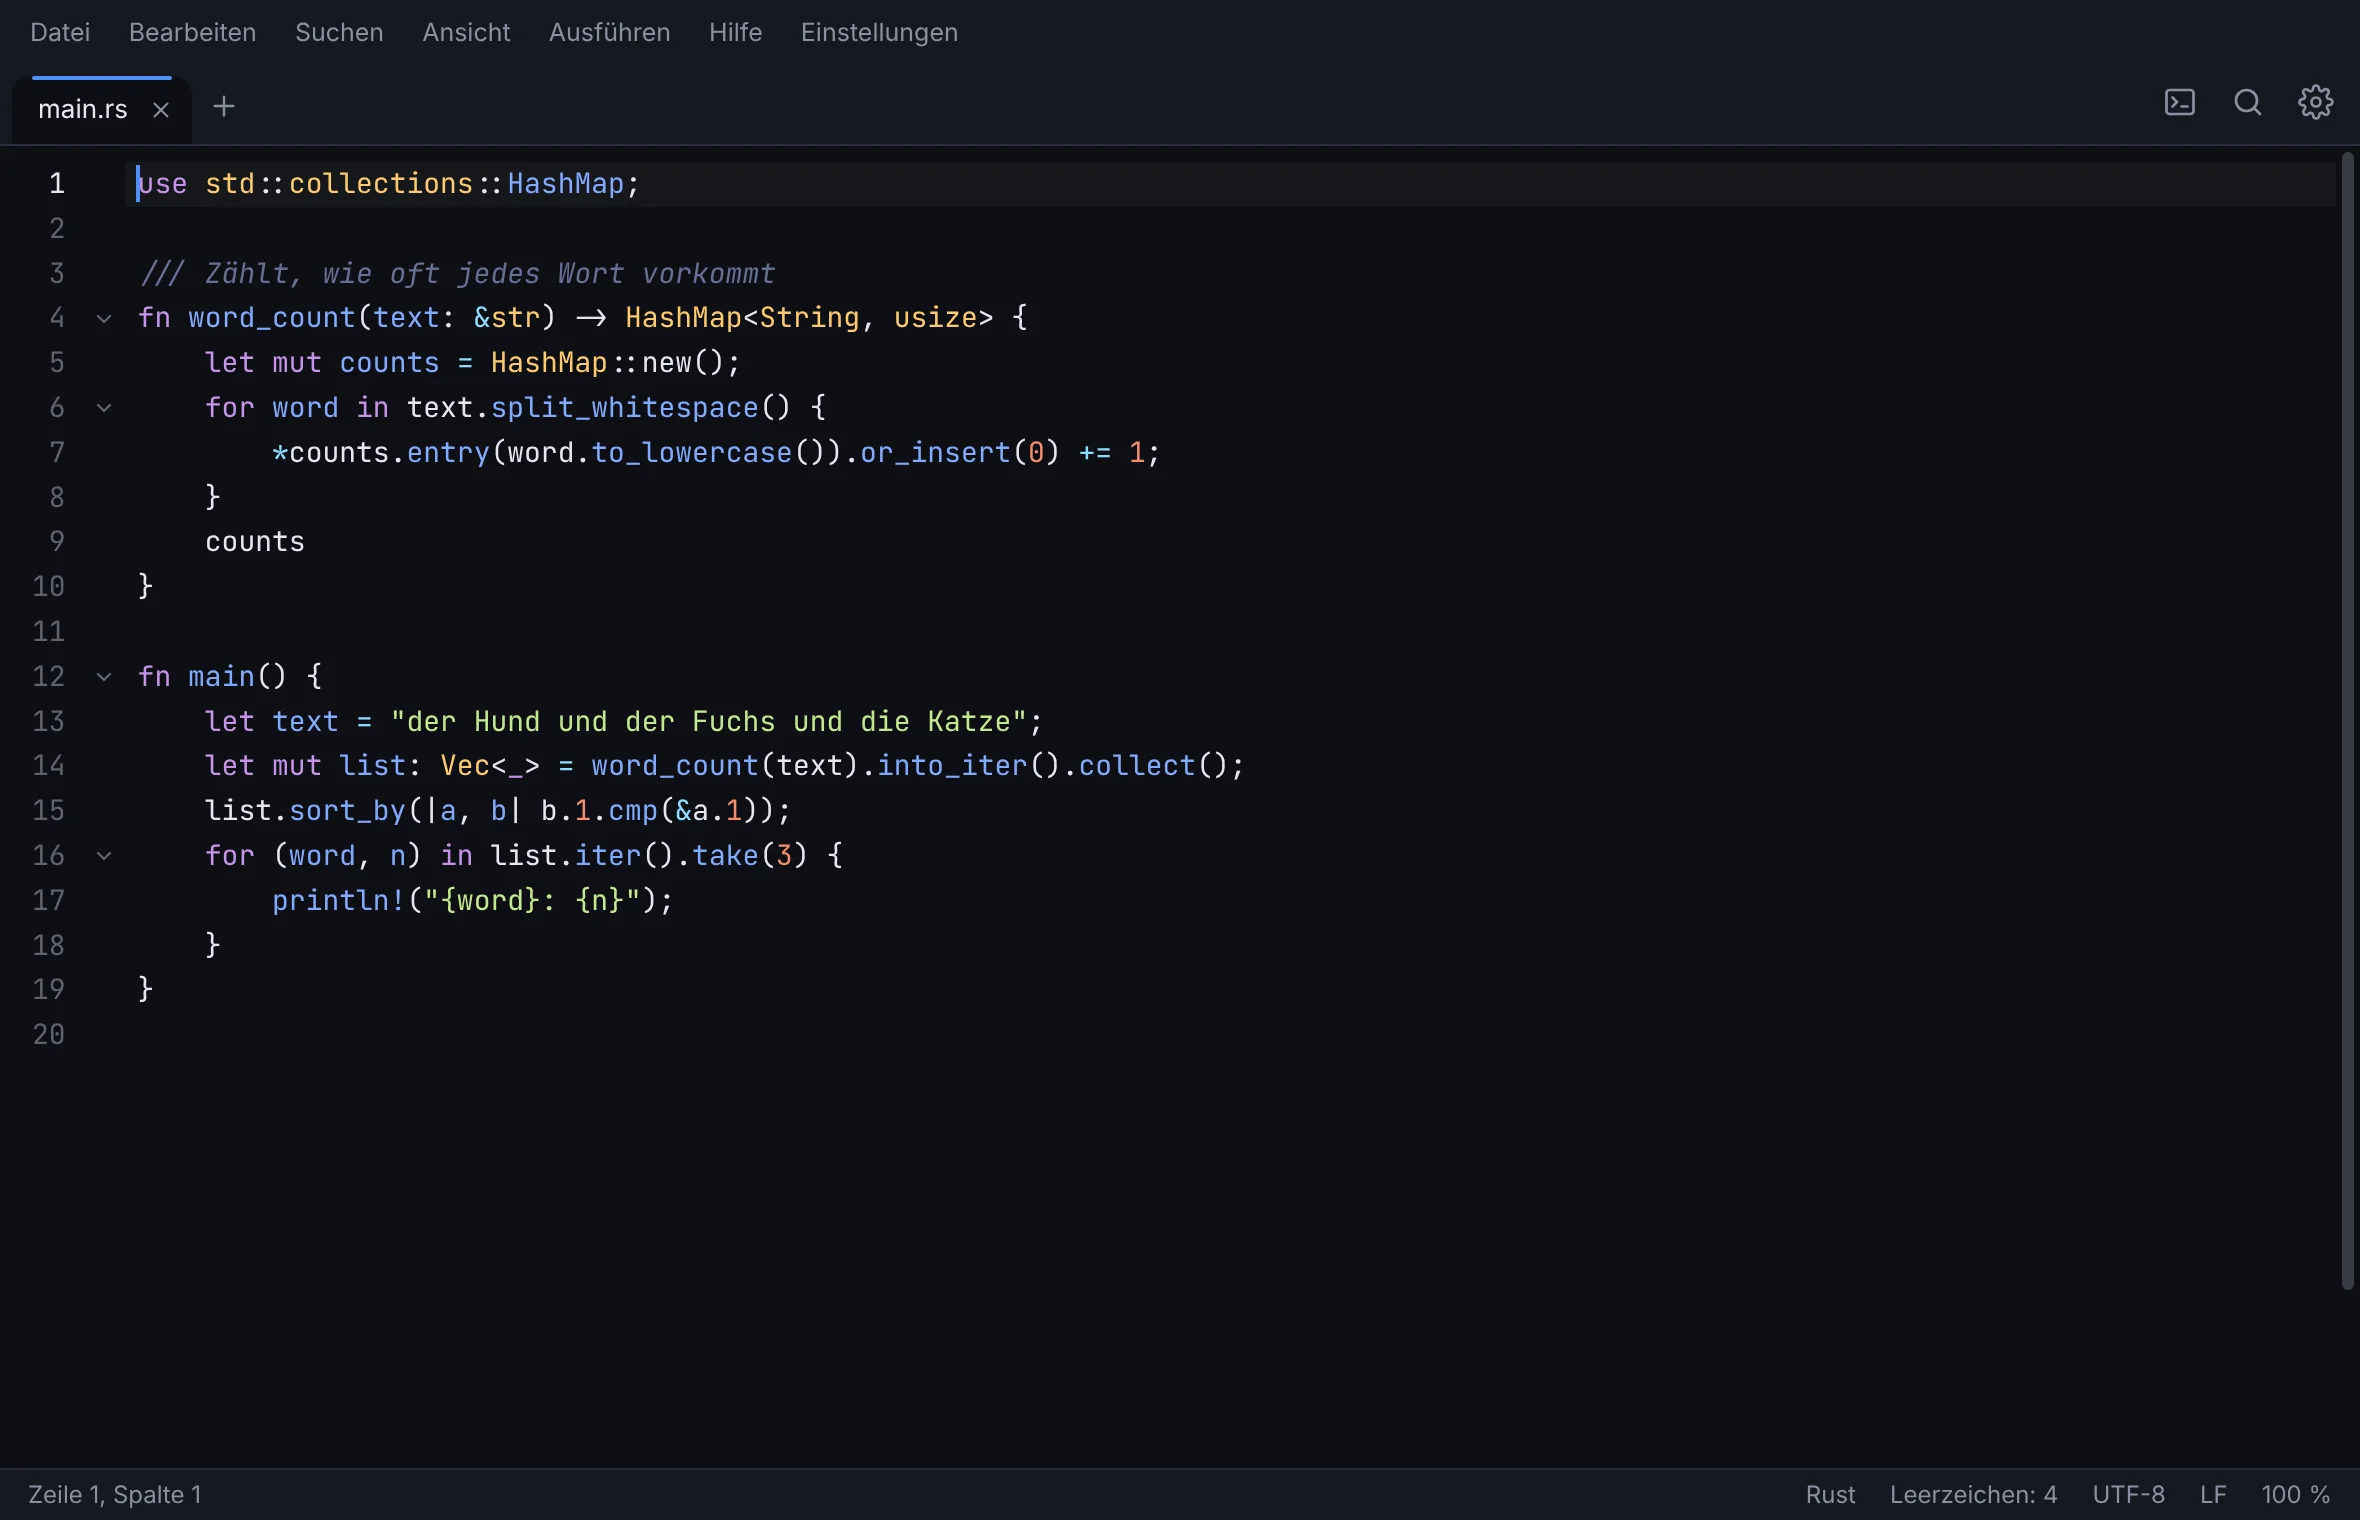 Datei Bearbeiten Suchen Ansicht Ausführen Hilfe Einstellungen
main.rs
1 use std::collections::HashMap;
2
3 /// Zählt, wie oft jedes Wort vorkommt
4 fn word_count(text: &str) -> HashMap<String, usize> {
5     let mut counts = HashMap::new();
6     for word in text.split_whitespace() {
7         *counts.entry(word.to_lowercase()).or_insert(0) += 1;
8     }
9     counts
10 }
11
12 fn main() {
13     let text = "der Hund und der Fuchs und die Katze";
14     let mut list: Vec<_> = word_count(text).into_iter().collect();
15     list.sort_by(|a, b| b.1.cmp(&a.1));
16     for (word, n) in list.iter().take(3) {
17         println!("{word}: {n}");
18     }
19 }
20
Zeile 1, Spalte 1 Rust Leerzeichen: 4 UTF-8 LF 100 %